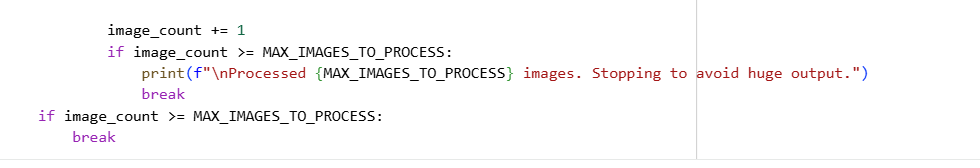 image_count += 1
if image_count >= MAX_IMAGES_TO_PROCESS:
print(f"\nProcessed {MAX_IMAGES_TO_PROCESS} images. Stopping to avoid huge output.")
break
if image_count >= MAX_IMAGES_TO_PROCESS:
break